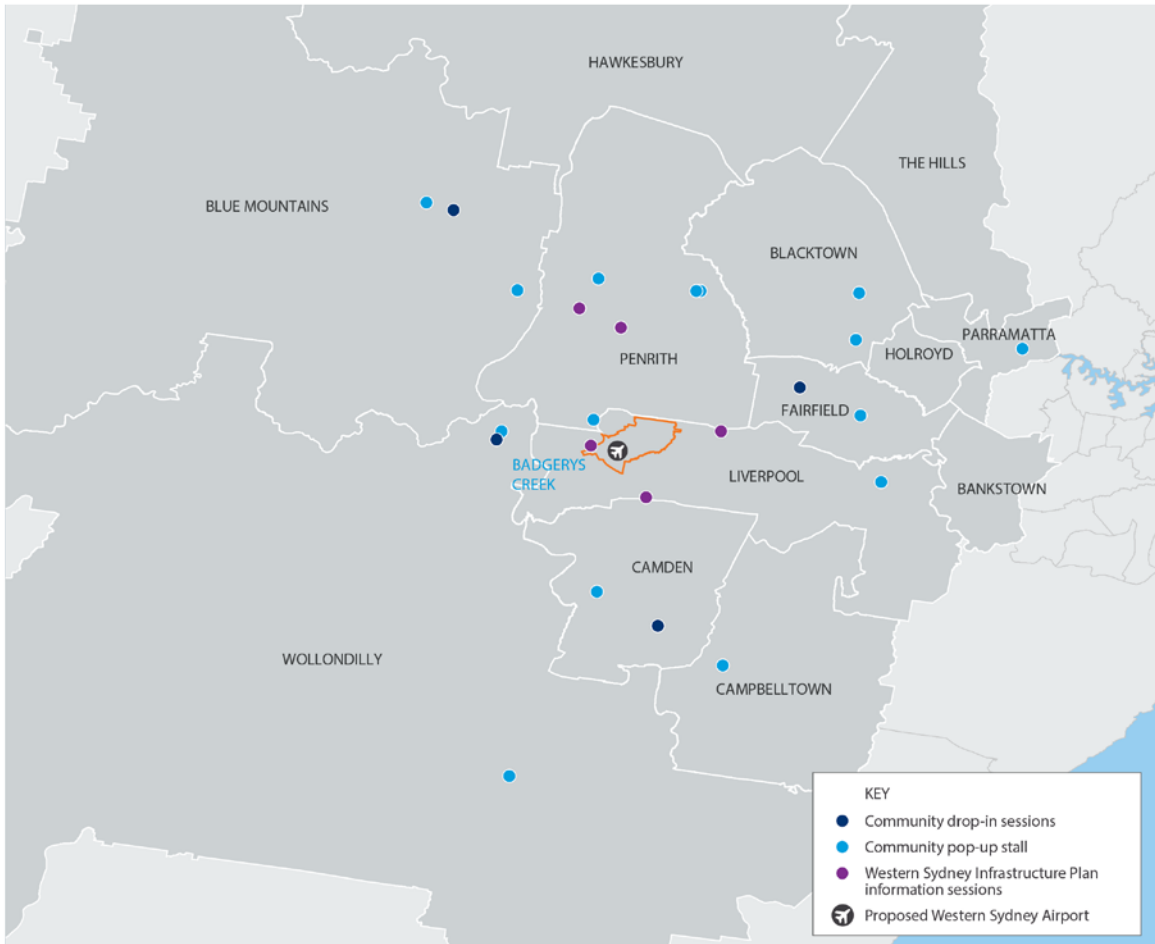 HAWKESBURY
THE HILLS
BLUE MOUNTAINS
BLACKTOWN
PARRAMATTA
HOLROYD
PENRITH
FAIRFIELD
BADGERYS
CREEK
LIVERPOOL
BANKSTOWN
CAMDEN
WOLLONDILLY
CAMPBELLTOWN
KEY
Community drop-in sessions
Community pop-up stall
Western Sydney Infrastructure Plan
information sessions
Proposed Western Sydney Airport